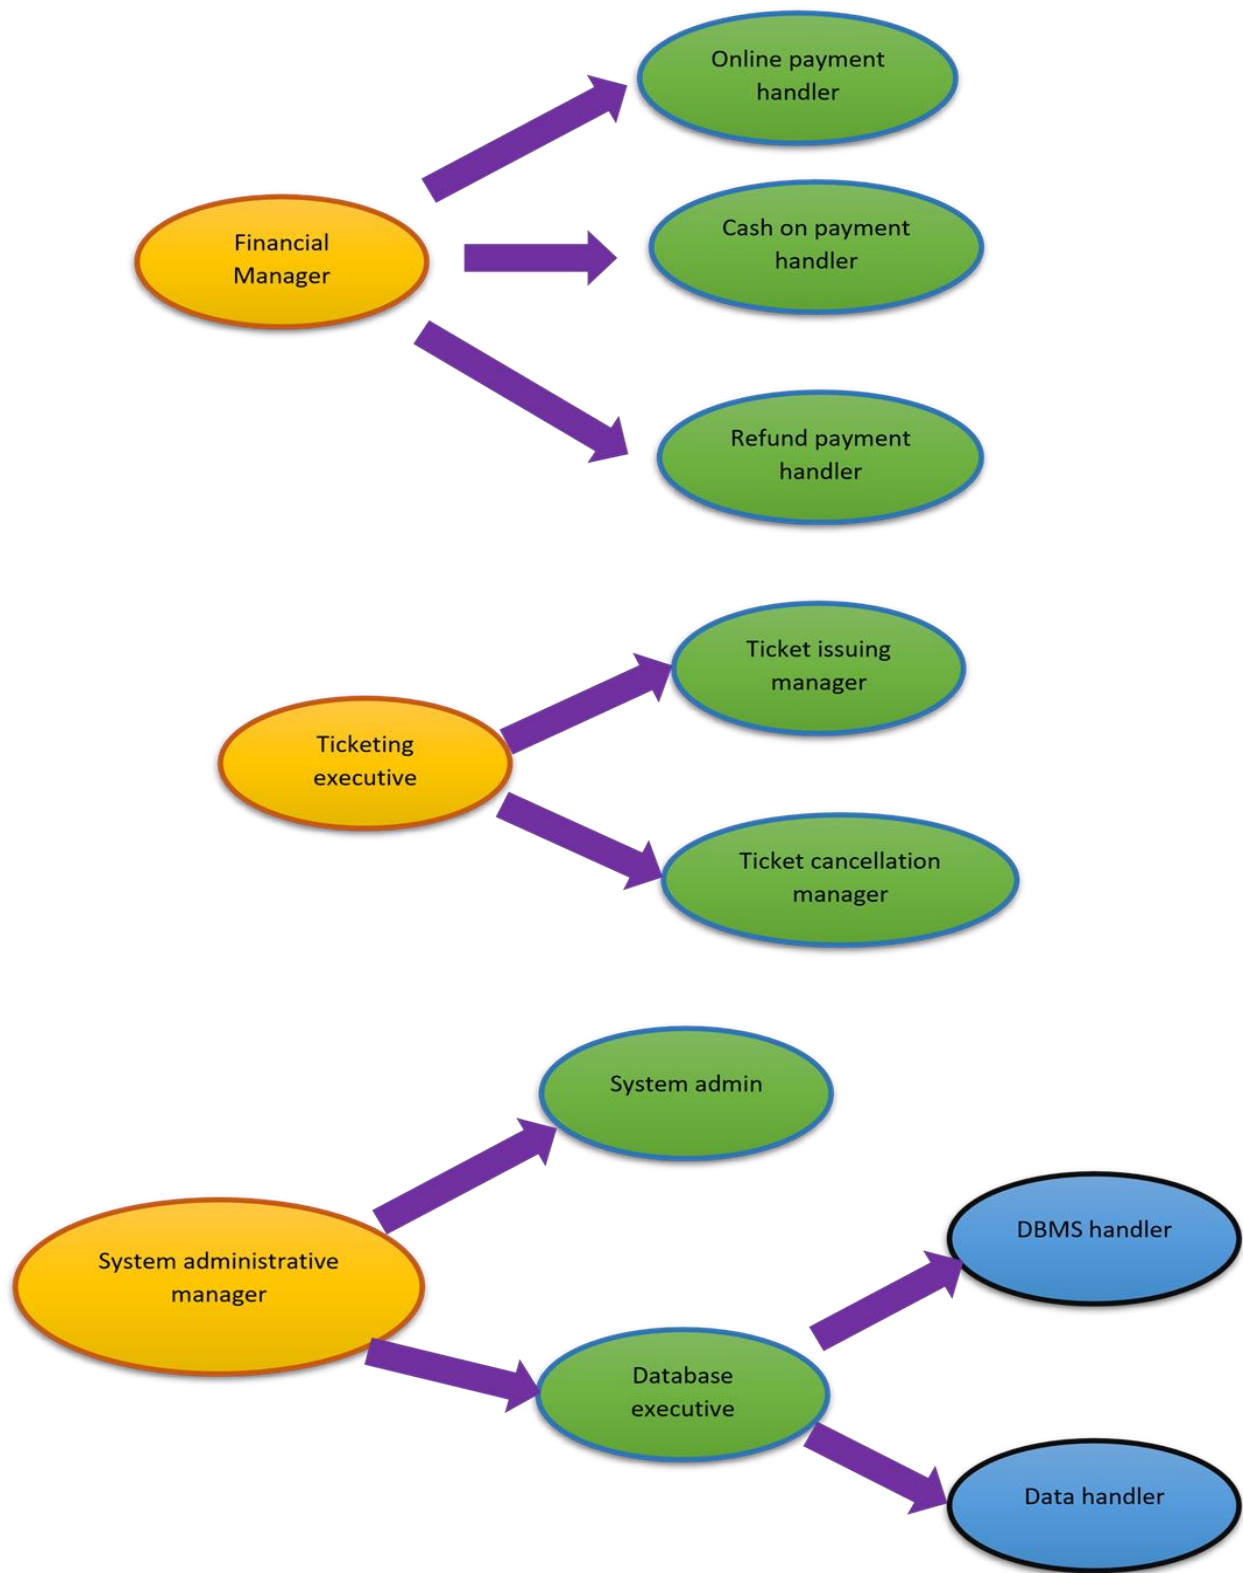 Online payment
handler
Financial
Manager
Cash on payment
handler
Refund payment
handler
Ticket issuing
manager
Ticketing
executive
Ticket cancellation
manager
System admin
System administrative
manager
DBMS handler
Database
executive
Data handler